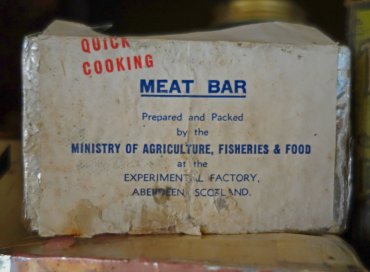 QUICK
COOKING
MEAT BAR
Prepared and Packed
by the
MINISTRY OF AGRICULTURE, FISHERIES & FOOD
at the
EXPERIMENTAL FACTORY,
ABERDEEN, SCOTLAND.